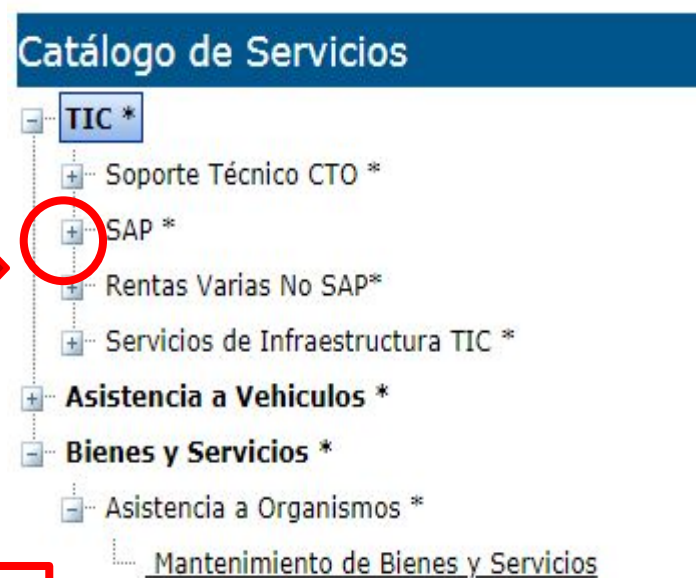 Catálogo de Servicios
TIC *
Soporte Técnico CTO *
SAP *
Rentas Varias No SAP*
Servicios de Infraestructura TIC *
Asistencia a Vehiculos *
Bienes y Servicios *
Asistencia a Organismos *
Mantenimiento de Bienes y Servicios